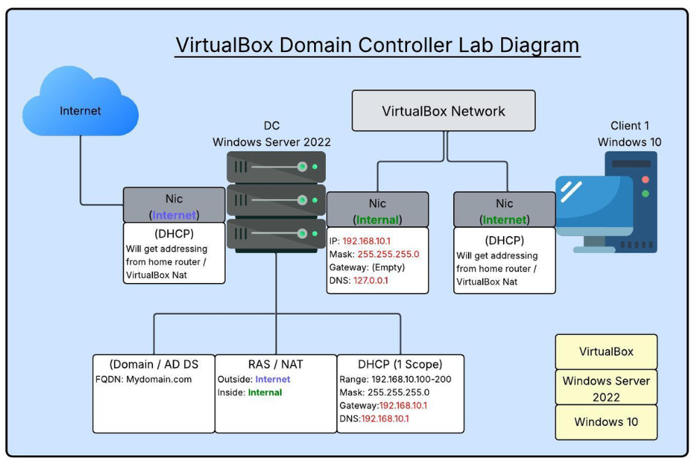 VirtualBox Domain Controller Lab Diagram
Internet
DC
Windows Server 2022
VirtualBox Network
Client 1
Windows 10
Nic
(Internet)
(DHCP)
Will get addressing
from home router /
VirtualBox Nat
Nic
(Internal)
IP: 192.168.10.1
Mask: 255.255.255.0
Gateway: (Empty)
DNS: 127.0.0.1
Nic
(Internet)
(DHCP)
Will get addressing
from home router /
VirtualBox Nat
(Domain / AD DS
FQDN: Mydomain.com
RAS / NAT
Outside: Internet
Inside: Internal
DHCP (1 Scope)
Range: 192.168.10.100-200
Mask: 255.255.255.0
Gateway:192.168.10.1
DNS:192.168.10.1
VirtualBox
Windows Server
2022
Windows 10